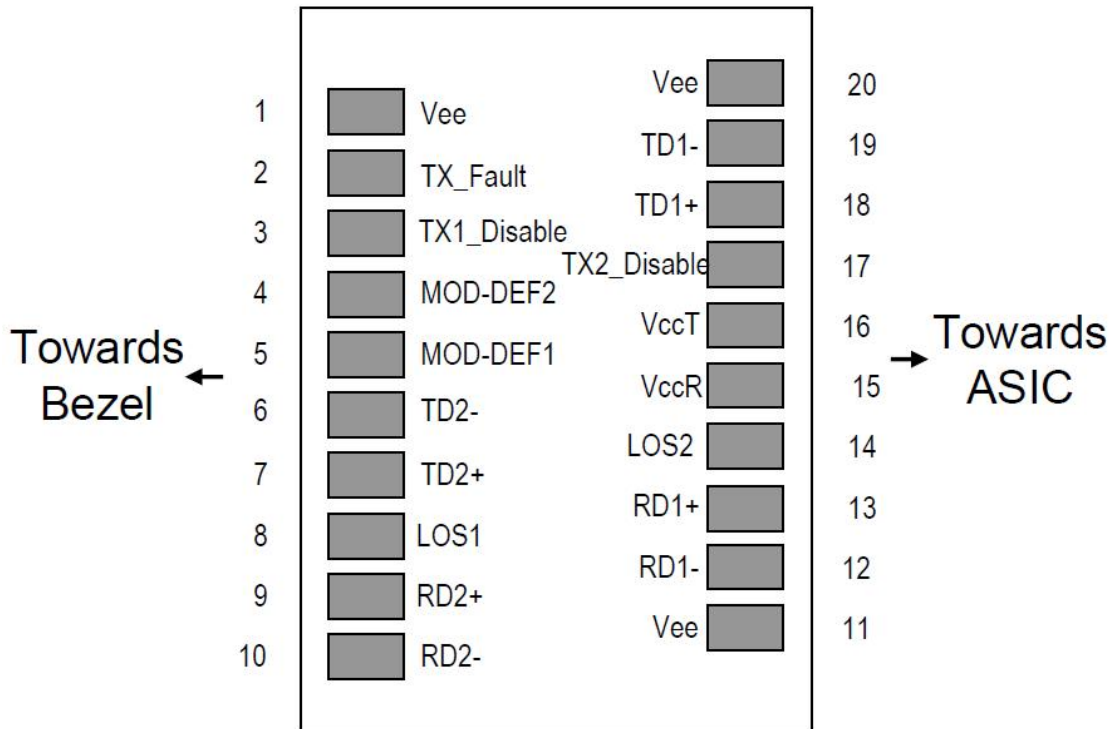 1 Vee
2 TX_Fault
3 TX1_Disable
4 MOD-DEF2
5 MOD-DEF1
6 TD2-
7 TD2+
8 LOS1
9 RD2+
10 RD2-
Towards
Bezel
Vee 20
TD1- 19
TD1+ 18
TX2_Disable 17
VccT 16
VccR 15
LOS2 14
RD1+ 13
RD1- 12
Vee 11
Towards
ASIC